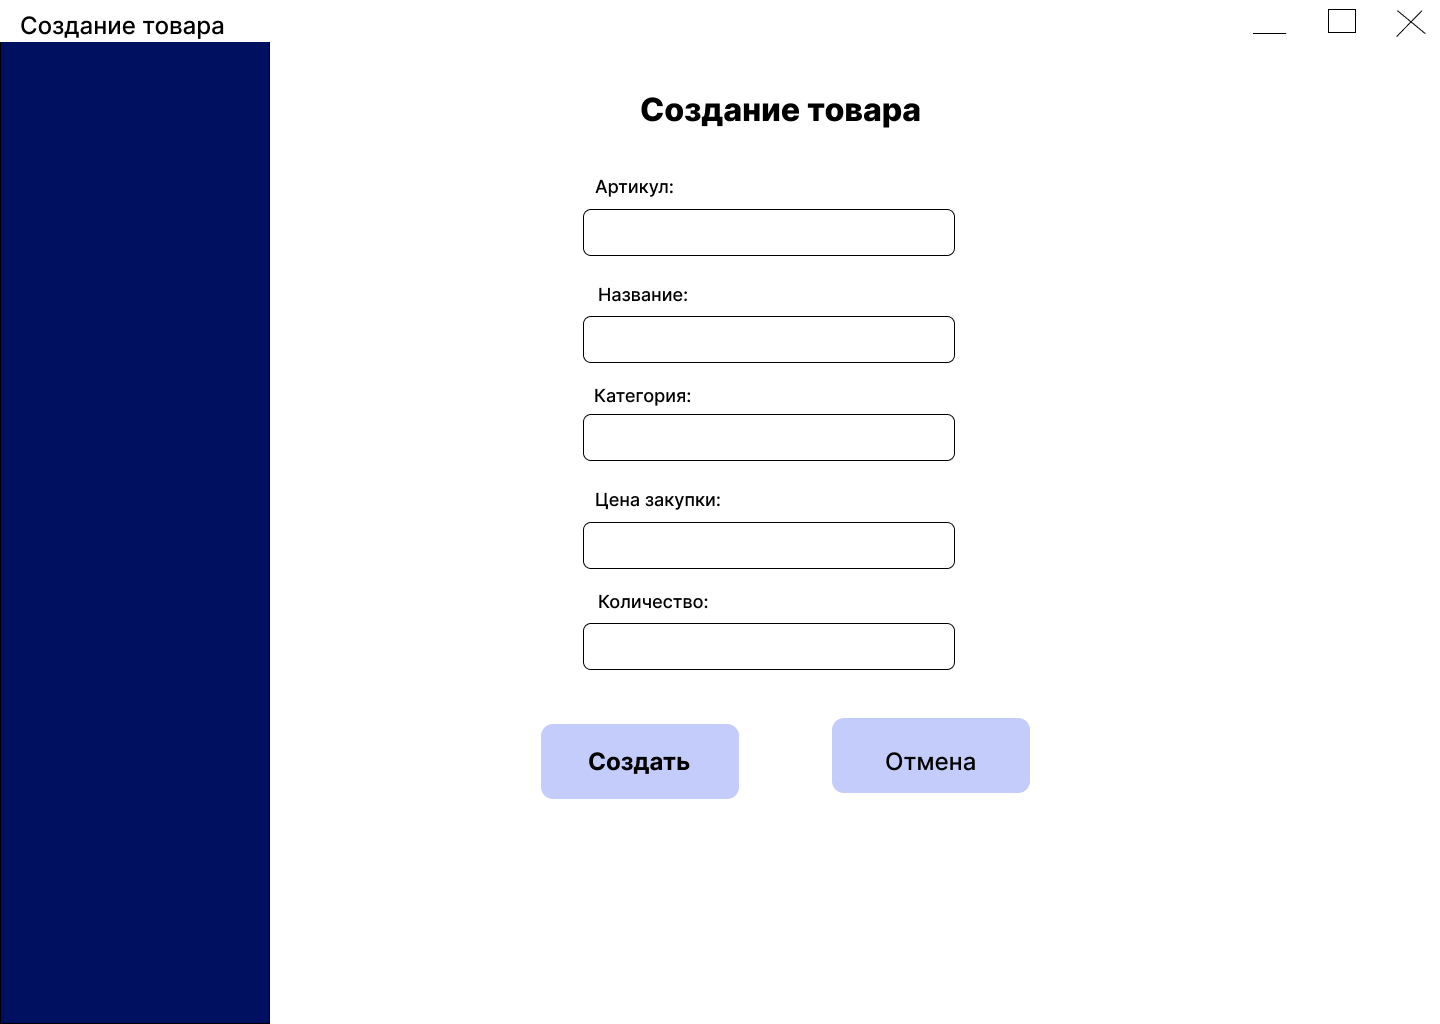 Создание товара
Создание товара
Артикул:
Название:
Категория:
Цена закупки:
Количество:
Создать
Отмена